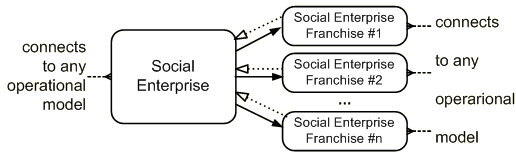 connects
to any
operational
model
Social
Enterprise
Social Enterprise
Franchise #1
Social Enterprise
Franchise #2
...
Social Enterprise
Franchise #n
connects
to any
operarional
model